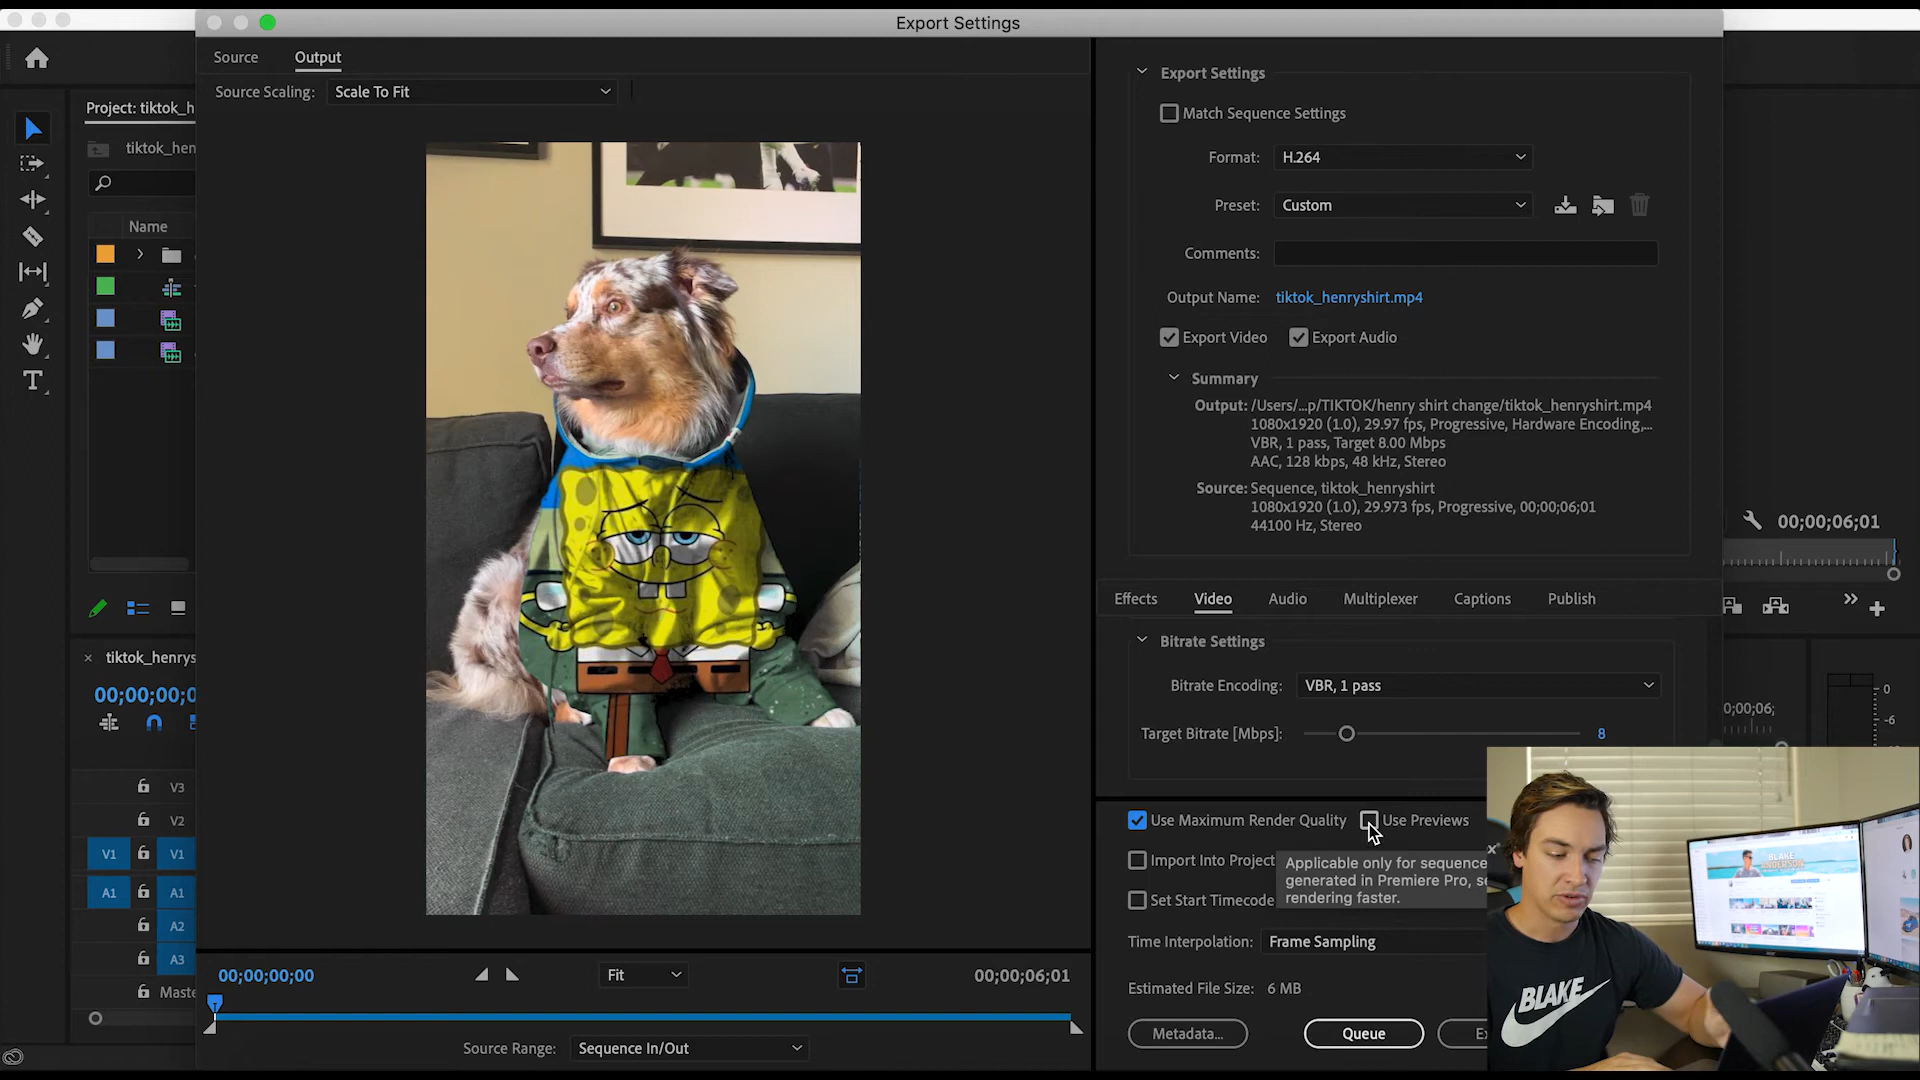 Export Settings
Source
Output
Source Scaling:
Scale To Fit
Project: tiktok_h
tiktok_hen
Name
Export Settings
Match Sequence Settings
Format:
H.264
Preset:
Custom
Comments:
Output Name:
tiktok_henryshirt.mp4
Export Video
Export Audio
Summary
Output: /Users/...p/TIKTOK/henry shirt change/tiktok_henryshirt.mp4
1080x1920 (1.0), 29.97 fps, Progressive, Hardware Encoding,...
VBR, 1 pass, Target 8.00 Mbps
AAC, 128 kbps, 48 kHz, Stereo
Source: Sequence, tiktok_henryshirt
1080x1920 (1.0), 29.973 fps, Progressive, 00;00;06;01
44100 Hz, Stereo
00;00;06;01
Effects
Video
Audio
Multiplexer
Captions
Publish
Bitrate Settings
Bitrate Encoding:
VBR, 1 pass
Target Bitrate [Mbps]:
8
tiktok_henrys
00;00;00;0
0;00;06;
0
-6
V3
V2
V1
V1
A1
A1
A2
A3
Maste
Use Maximum Render Quality
Use Previews
Import Into Project
Applicable only for sequence
generated in Premiere Pro, s
rendering faster.
Set Start Timecode
Time Interpolation:
Frame Sampling
Estimated File Size:
6 MB
Metadata...
Queue
Ex
00;00;00;00
Fit
00;00;06;01
Source Range:
Sequence In/Out
BLAKE
ANDERSON
BLAKE